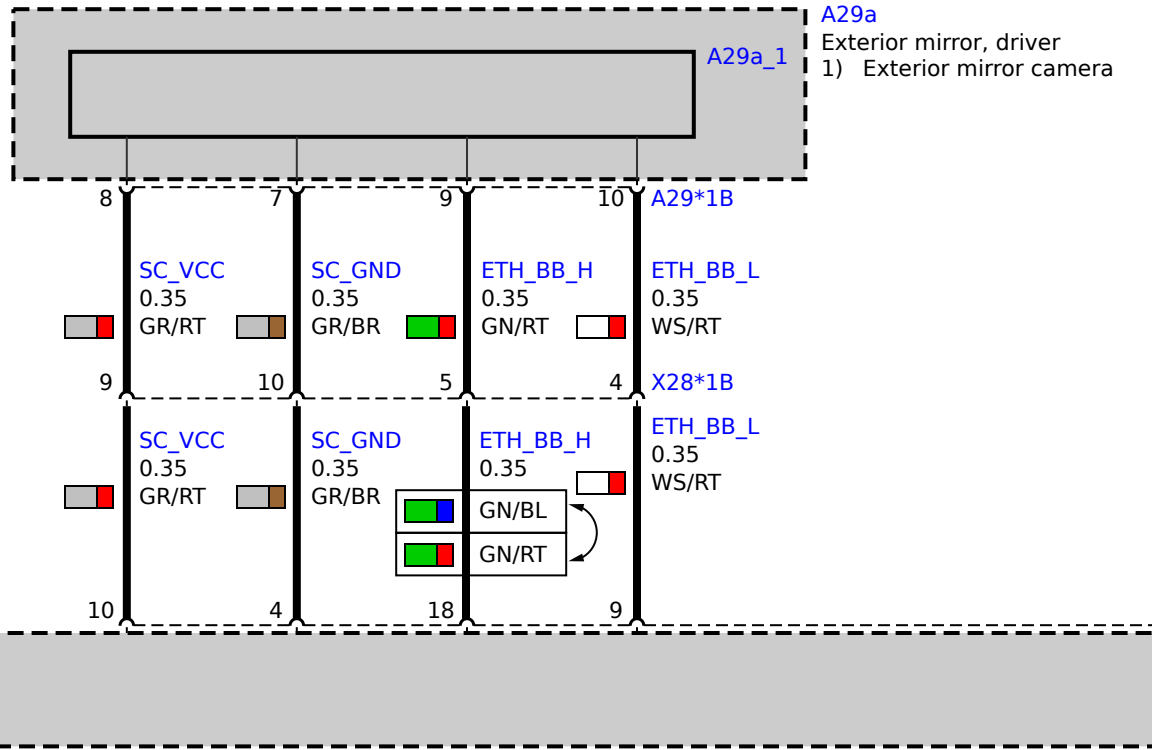 A29a
Exterior mirror, driver
1) Exterior mirror camera
A29a_1
8 7 9 10 A29*1B
SC_VCC SC_GND ETH_BB_H ETH_BB_L
0.35 0.35 0.35 0.35
GR/RT GR/BR GN/RT WS/RT
9 10 5 4 X28*1B
ETH_BB_L
0.35
WS/RT
SC_VCC SC_GND ETH_BB_H
0.35 0.35 0.35
GR/RT GR/BR GN/BL
GN/RT
10 4 18 9